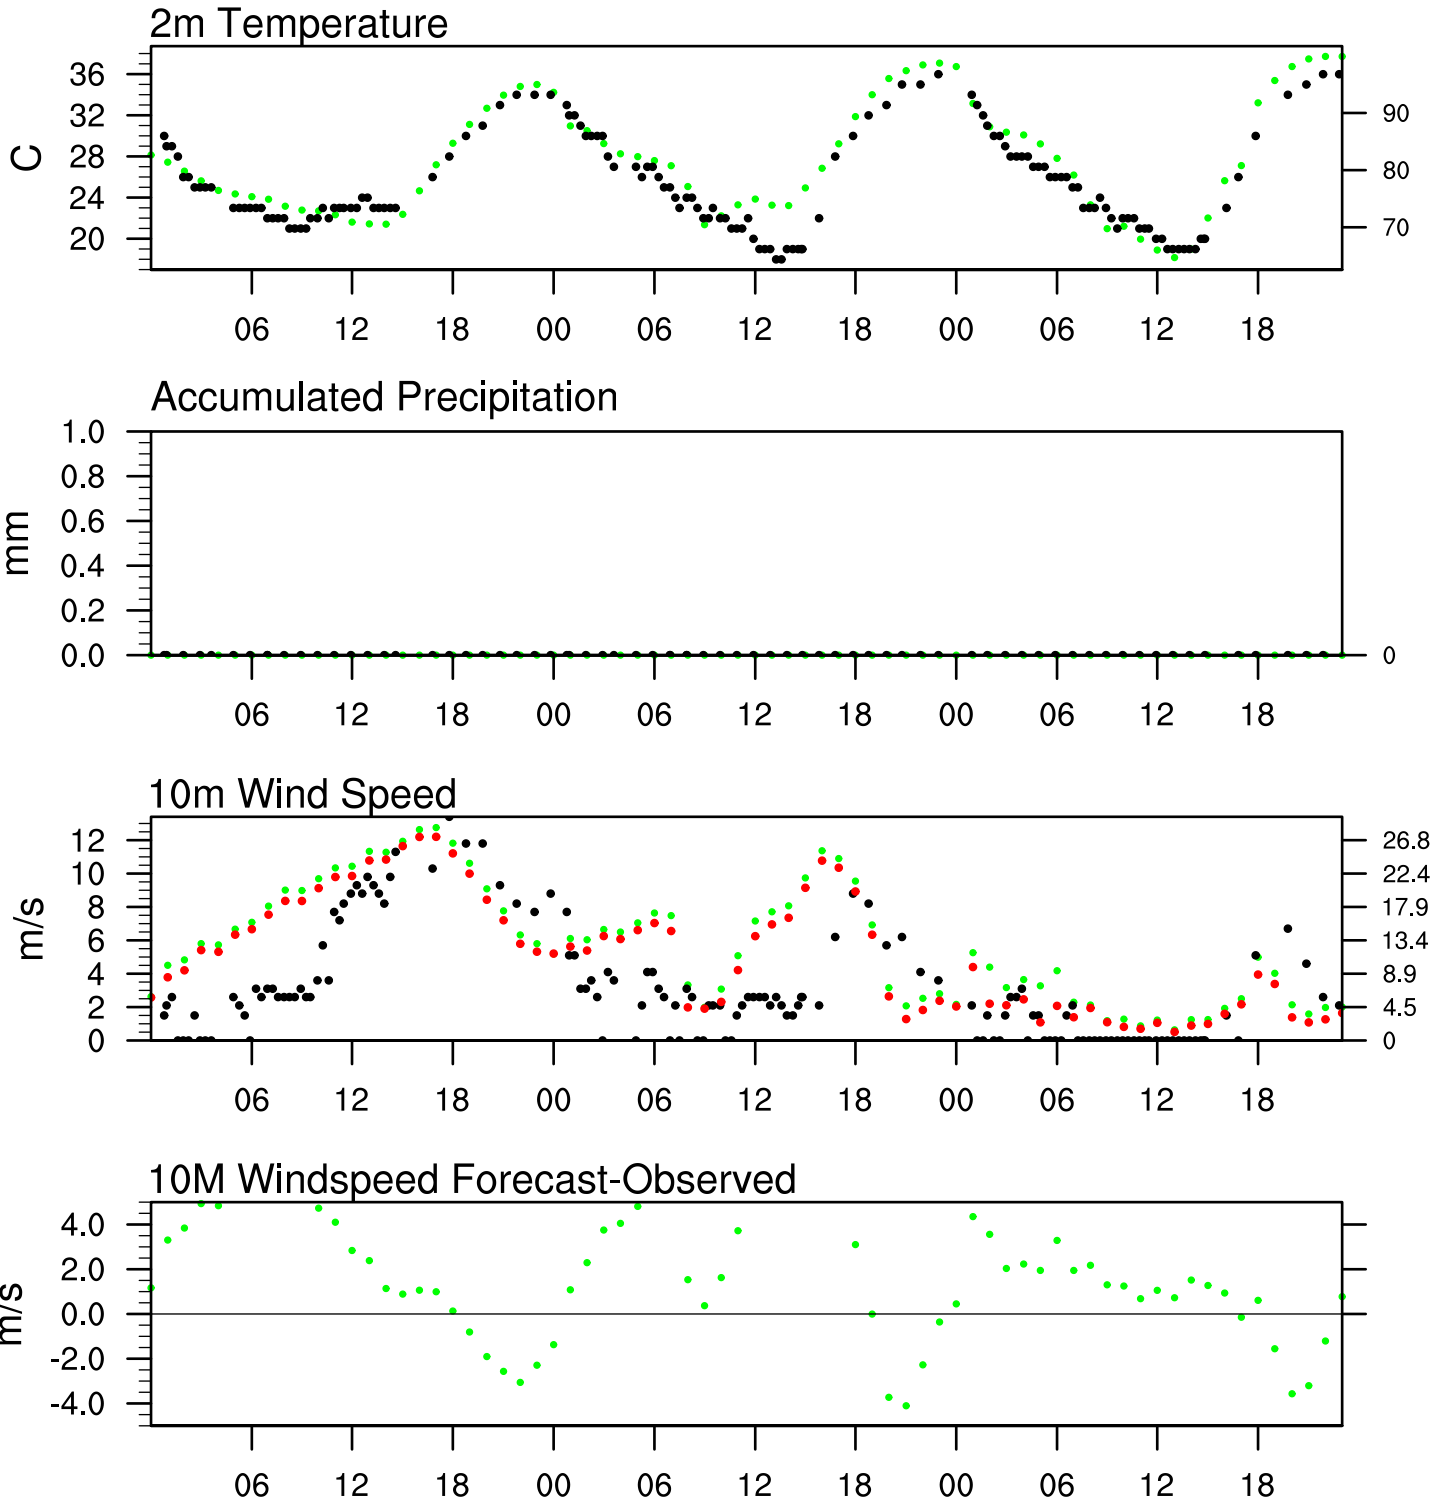 2m Temperature
36
32
28
24
20
C
90
80
70
06 12 18 00 06 12 18 00 06 12 18
Accumulated Precipitation
1.0
0.8
0.6
0.4
0.2
0.0
mm
0
06 12 18 00 06 12 18 00 06 12 18
10m Wind Speed
12
10
8
6
4
2
0
m/s
26.8
22.4
17.9
13.4
8.9
4.5
0
06 12 18 00 06 12 18 00 06 12 18
10M Windspeed Forecast-Observed
4.0
2.0
0.0
-2.0
-4.0
m/s
06 12 18 00 06 12 18 00 06 12 18